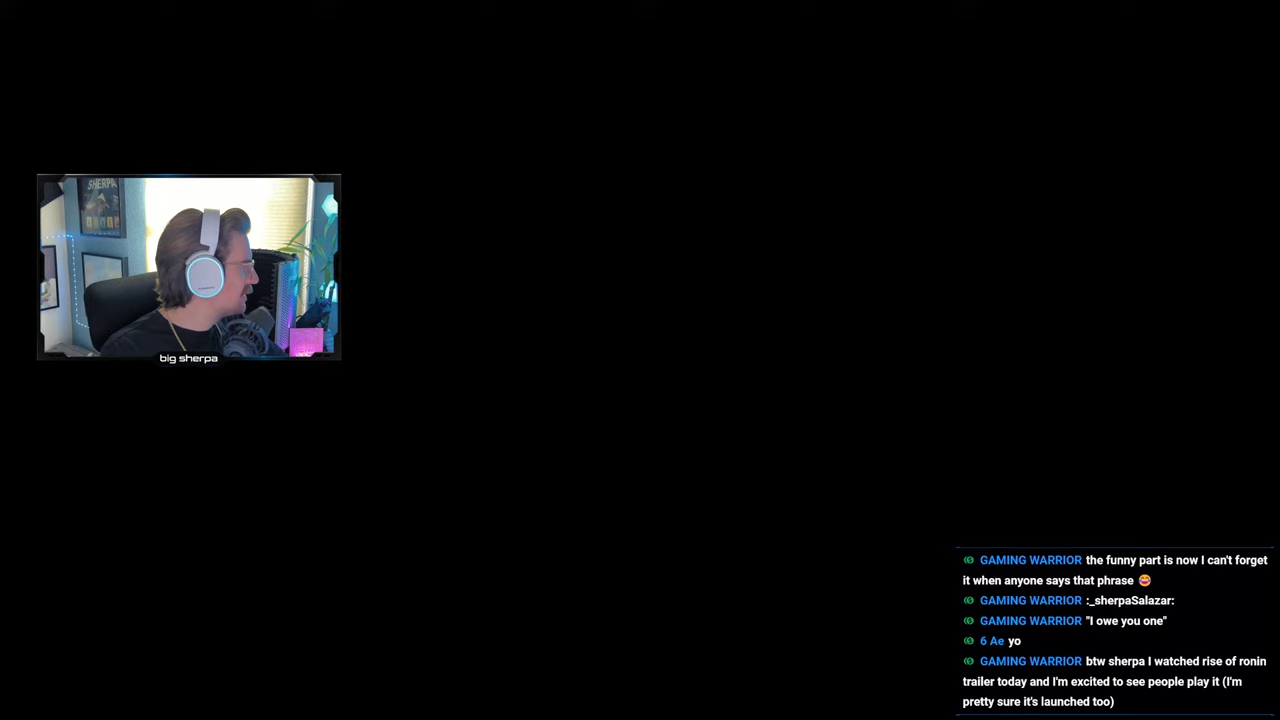 SHERPA
big sherpa
GAMING WARRIOR the funny part is now I can't forget
it when anyone says that phrase 😂
GAMING WARRIOR :_sherpaSalazar:
GAMING WARRIOR "I owe you one"
6 Ae yo
GAMING WARRIOR btw sherpa I watched rise of ronin
trailer today and I'm excited to see people play it (I'm
pretty sure it's launched too)